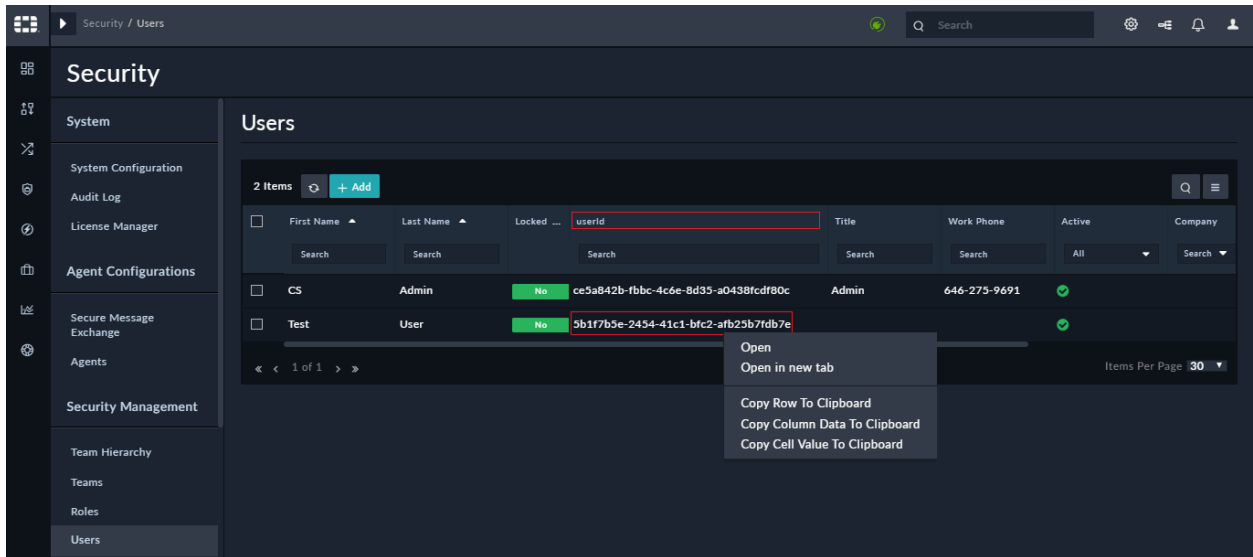 Security / Users
Search
Security
System
System Configuration
Audit Log
License Manager
Agent Configurations
Secure Message
Exchange
Agents
Security Management
Team Hierarchy
Teams
Roles
Users
Users
2 Items + Add
First Name Last Name Locked ... userId Title Work Phone Active Company
Search Search Search Search Search All Search
CS Admin No ce5a842b-fbbc-4c6e-8d35-a0438fcdf80c Admin 646-275-9691
Test User No 5b1f7b5e-2454-41c1-bfc2-afb25b7fdb7e
Open
Open in new tab
Copy Row To Clipboard
Copy Column Data To Clipboard
Copy Cell Value To Clipboard
« ‹ 1 of 1 › »
Items Per Page 30